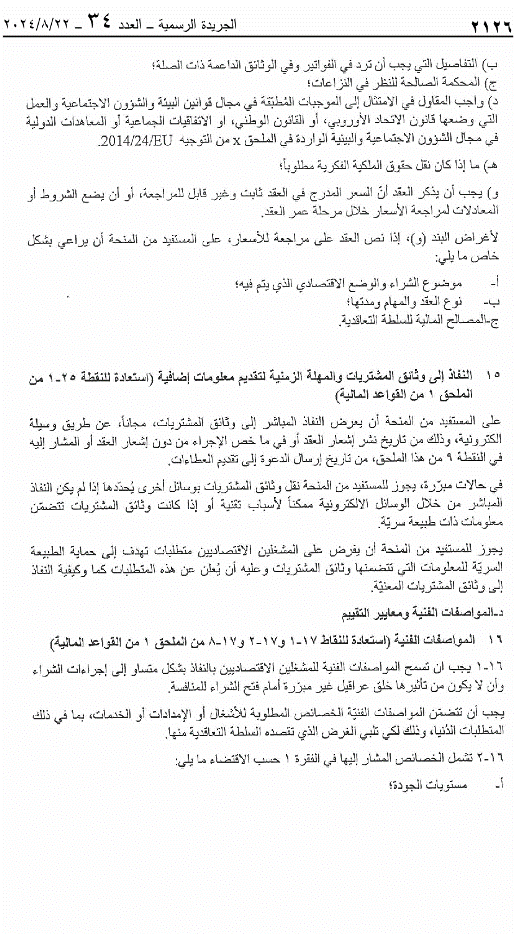 ٢١٢٦
الجريدة الرسمية – العدد ٣٤ – ٢٠٢٤/٨/٢٢
ب) التفاصيل التي يجب أن ترد في الفواتير وفي الوثائق الداعمة ذات الصلة؛
ج) المحكمة الصالحة للنظر في النزاعات؛
د) واجب المقاول في الامتثال إلى الموجبات المُطبّقة في مجال قوانين البيئة والشؤون الاجتماعية والعمل
التي وضعها قانون الاتحاد الأوروبي، أو القانون الوطني، او الاتفاقيات الجماعية أو المعاهدات الدولية
في مجال الشؤون الاجتماعية والبيئية الواردة في الملحق x من التوجيه 2014/24/EU.
هـ) ما إذا كان نقل حقوق الملكية الفكرية مطلوباً؛
و) يجب أن يذكر العقد أنّ السعر المدرج في العقد ثابت وغير قابل للمراجعة، أو أن يضع الشروط أو
المعادلات لمراجعة الأسعار خلال مرحلة عمر العقد.
لأغراض البند (و)، إذا نص العقد على مراجعة للأسعار، على المستفيد من المنحة أن يراعي بشكل
خاص ما يلي:
أ- موضوع الشراء والوضع الاقتصادي الذي يتم فيه؛
ب- نوع العقد والمهام ومدتها؛
ج-المصالح المالية للسلطة التعاقدية.
١٥ النفاذ إلى وثائق المشتريات والمهلة الزمنية لتقديم معلومات إضافية (استعادة للنقطة ٢٥-١ من
الملحق ١ من القواعد المالية)
على المستفيد من المنحة أن يعرض النفاذ المباشر إلى وثائق المشتريات، مجاناً، عن طريق وسيلة
الكترونية، وذلك من تاريخ نشر إشعار العقد أو في ما خص الإجراء من دون إشعار العقد أو المشار إليه
في النقطة ٩ من هذا الملحق، من تاريخ إرسال الدعوة إلى تقديم العطاءات.
في حالات مبرّرة، يجوز للمستفيد من المنحة نقل وثائق المشتريات بوسائل أخرى يُحدّدها إذا لم يكن النفاذ
المباشر من خلال الوسائل الالكترونية ممكناً لأسباب تقنية أو إذا كانت وثائق المشتريات تتضمّن
معلومات ذات طبيعة سريّة.
يجوز للمستفيد من المنحة أن يفرض على المشغلين الاقتصاديين متطلبات تهدف إلى حماية الطبيعة
السريّة للمعلومات التي تتضمنها وثائق المشتريات وعليه أن يُعلن عن هذه المتطلبات كما وكيفية النفاذ
إلى وثائق المشتريات المعنيّة.
د-المواصفات الفنية ومعايير التقييم
١٦ المواصفات الفنية (استعادة للنقاط ١٧-١ و١٧-٢ و١٧-٨ من الملحق ١ من القواعد المالية)
١٦-١ يجب ان تسمح المواصفات الفنية للمشغلين الاقتصاديين بالنفاذ بشكل متساو إلى إجراءات الشراء
وأن لا يكون من تأثيرها خلق عراقيل غير مبرّرة أمام فتح الشراء للمنافسة.
يجب أن تتضمّن المواصفات الفنيّة الخصائص المطلوبة للأشغال أو الإمدادات أو الخدمات، بما في ذلك
المتطلبات الدُنيا، وذلك لكي تلبي الغرض الذي تقصده السلطة التعاقدية منها.
١٦-٢ تشمل الخصائص المشار إليها في الفقرة ١ حسب الاقتضاء ما يلي:
أ- مستويات الجودة؛